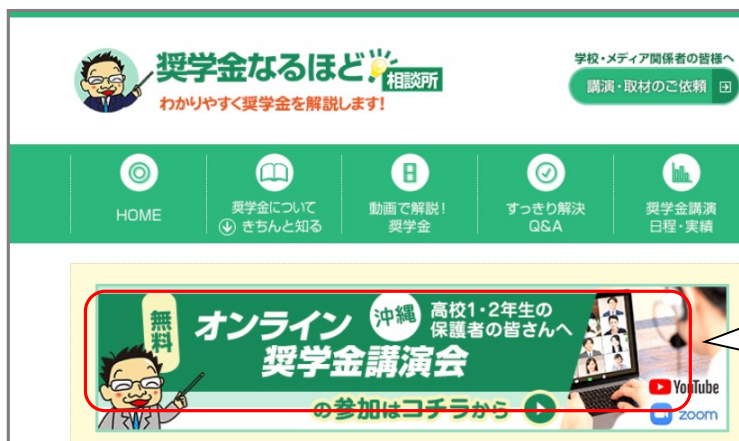 奨学金なるほど!
相談所
わかりやすく奨学金を解説します!
学校・メディア関係者の皆様へ
講演・取材のご依頼
HOME
奨学金について
きちんと知る
動画で解説!
奨学金
すっきり解決
Q&A
奨学金講演
日程・実績
無料
オンライン
沖縄
高校1・2年生の
保護者の皆さんへ
奨学金講演会
の参加はコチラから
YouTube
zoom